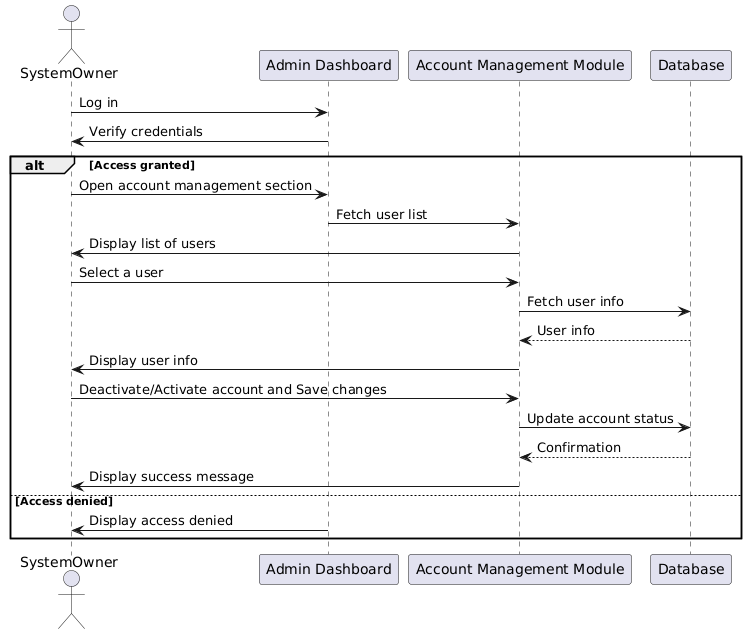 SystemOwner
Admin Dashboard
Account Management Module
Database
Log in
Verify credentials
alt
[Access granted]
Open account management section
Fetch user list
Display list of users
Select a user
Fetch user info
User info
Display user info
Deactivate/Activate account and Save changes
Update account status
Confirmation
Display success message
[Access denied]
Display access denied
SystemOwner
Admin Dashboard
Account Management Module
Database